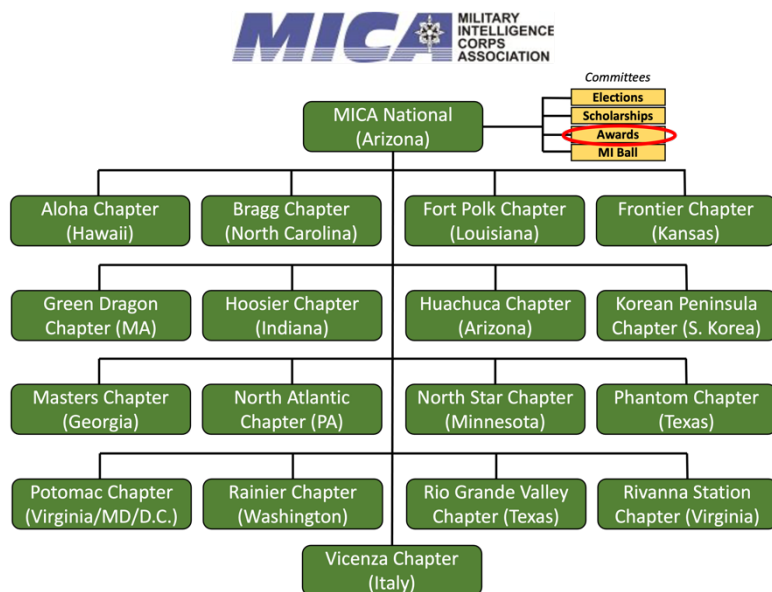 MICA
MILITARY
INTELLIGENCE
CORPS
ASSOCIATION
Committees
Elections
Scholarships
Awards
MI Ball
MICA National
(Arizona)
Aloha Chapter
(Hawaii)
Bragg Chapter
(North Carolina)
Fort Polk Chapter
(Louisiana)
Frontier Chapter
(Kansas)
Green Dragon
Chapter (MA)
Hoosier Chapter
(Indiana)
Huachuca Chapter
(Arizona)
Korean Peninsula
Chapter (S. Korea)
Masters Chapter
(Georgia)
North Atlantic
Chapter (PA)
North Star Chapter
(Minnesota)
Phantom Chapter
(Texas)
Potomac Chapter
(Virginia/MD/D.C.)
Rainier Chapter
(Washington)
Rio Grande Valley
Chapter (Texas)
Rivanna Station
Chapter (Virginia)
Vicenza Chapter
(Italy)